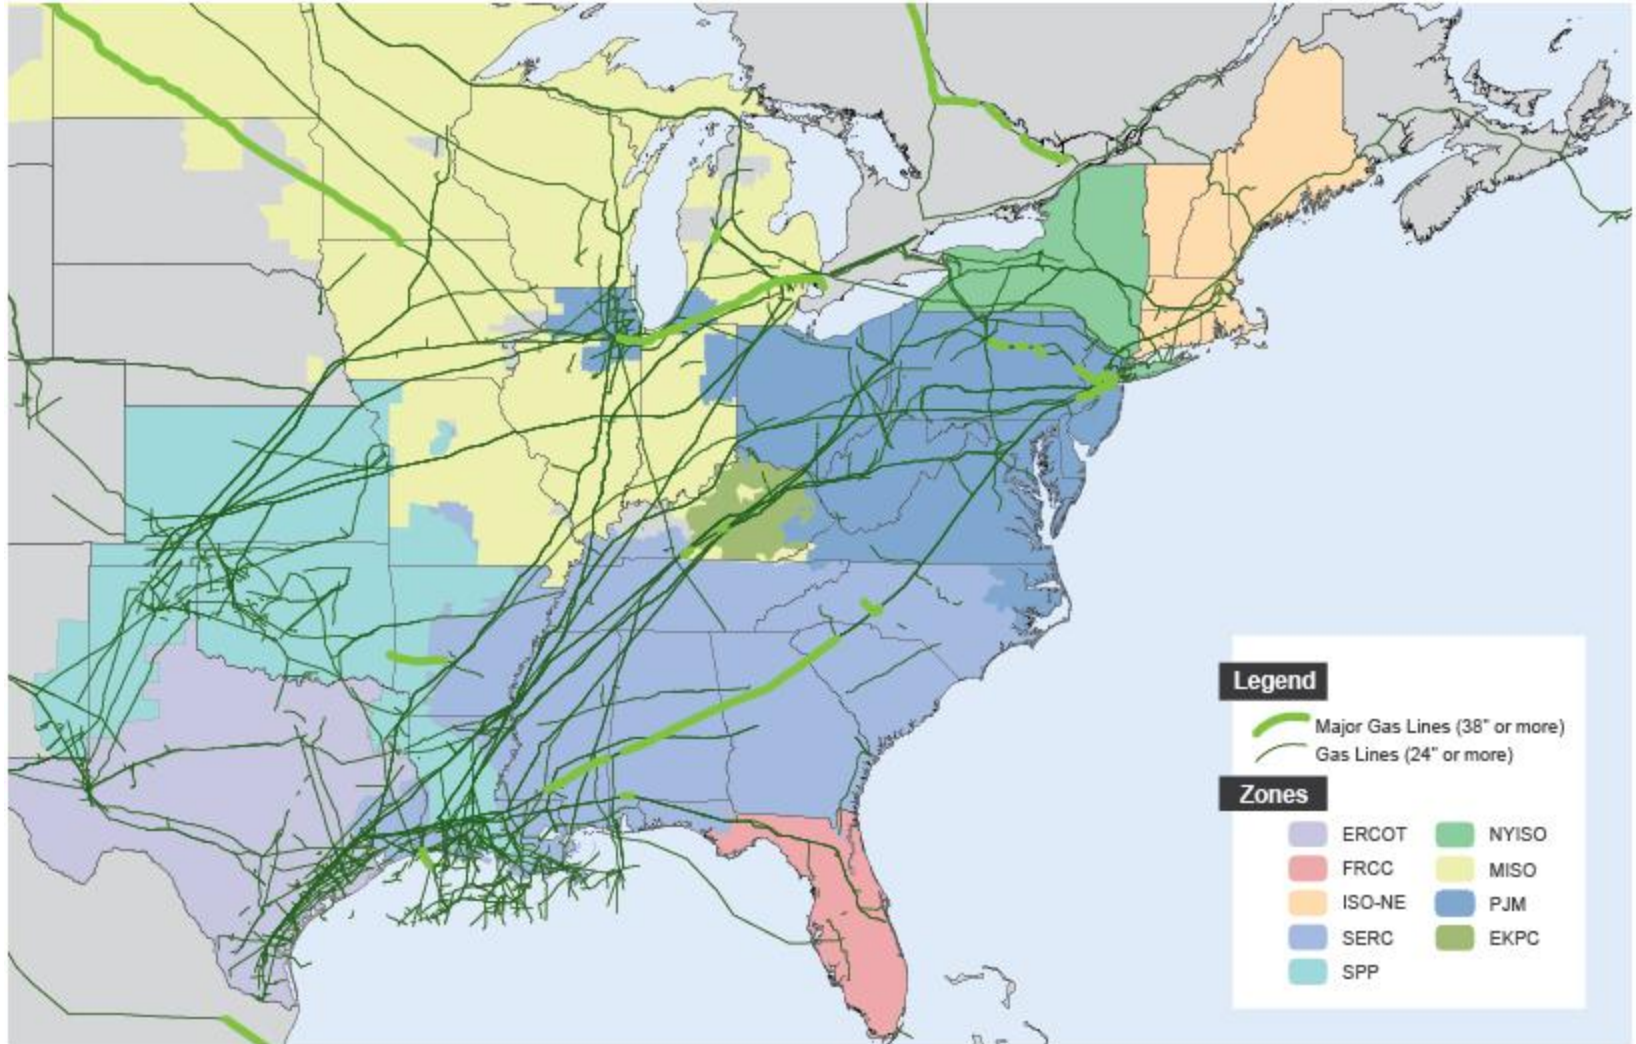 Legend
Major Gas Lines (38" or more)
Gas Lines (24" or more)
Zones
ERCOT
NYISO
FRCC
MISO
ISO-NE
PJM
SERC
EKPC
SPP